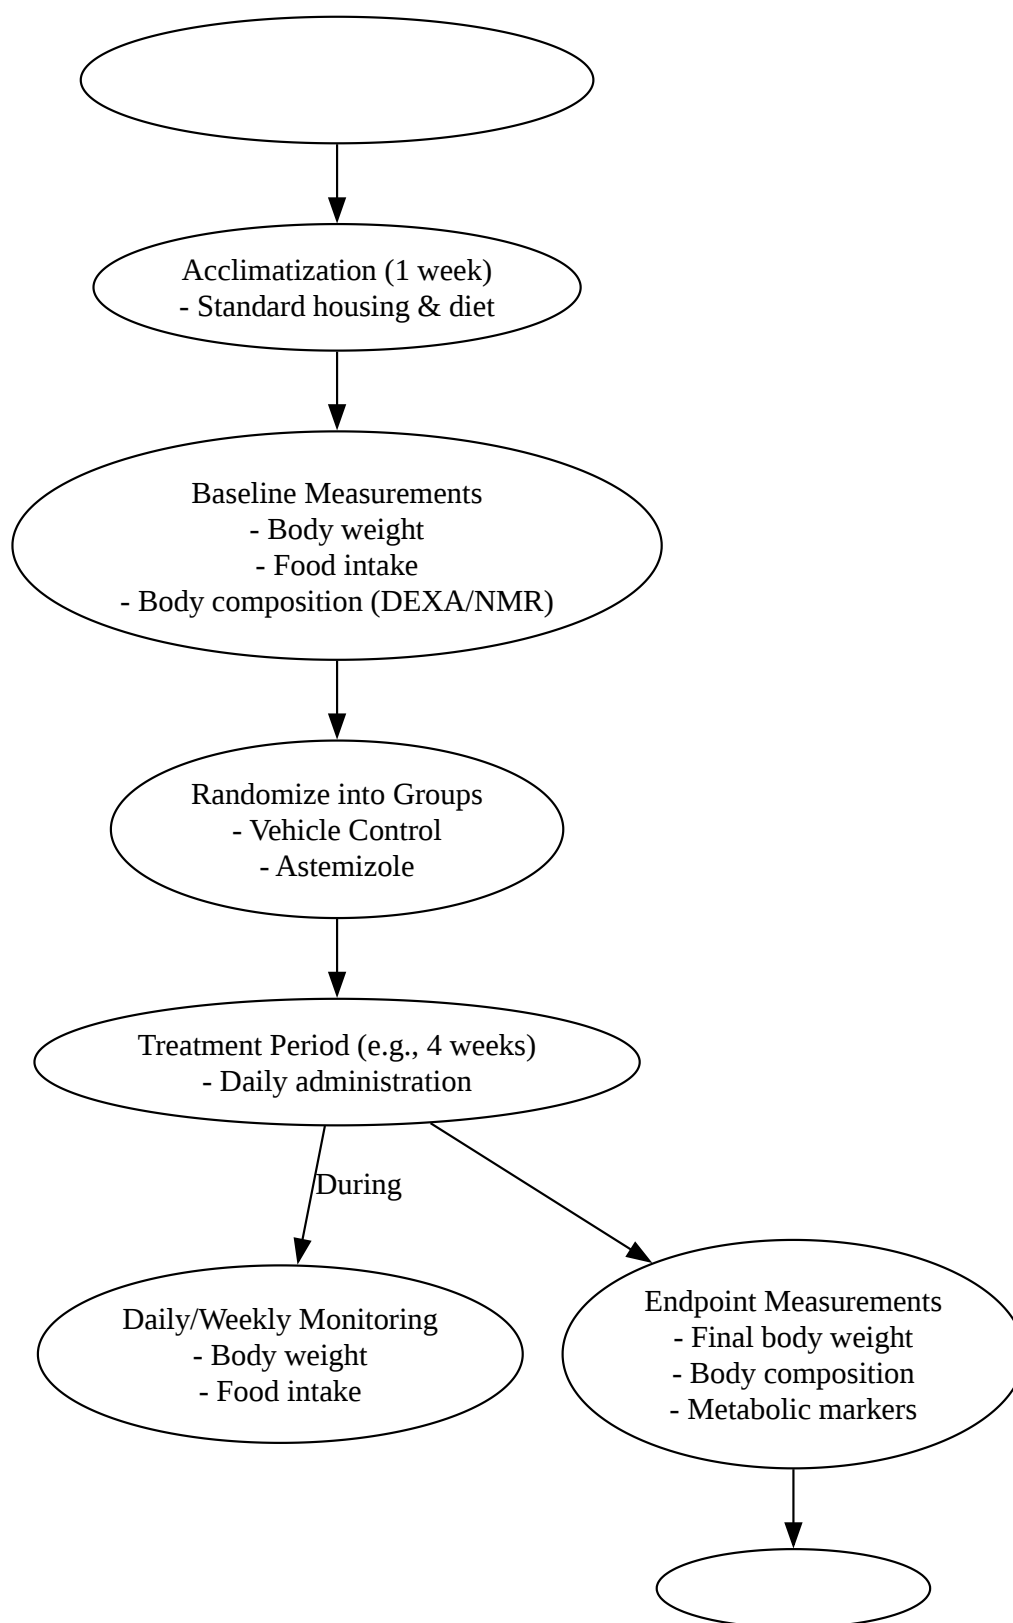 Acclimatization (1 week)
- Standard housing & diet
Baseline Measurements
- Body weight
- Food intake
- Body composition (DEXA/NMR)
Randomize into Groups
- Vehicle Control
- Astemizole
Treatment Period (e.g., 4 weeks)
- Daily administration
During
Daily/Weekly Monitoring
- Body weight
- Food intake
Endpoint Measurements
- Final body weight
- Body composition
- Metabolic markers